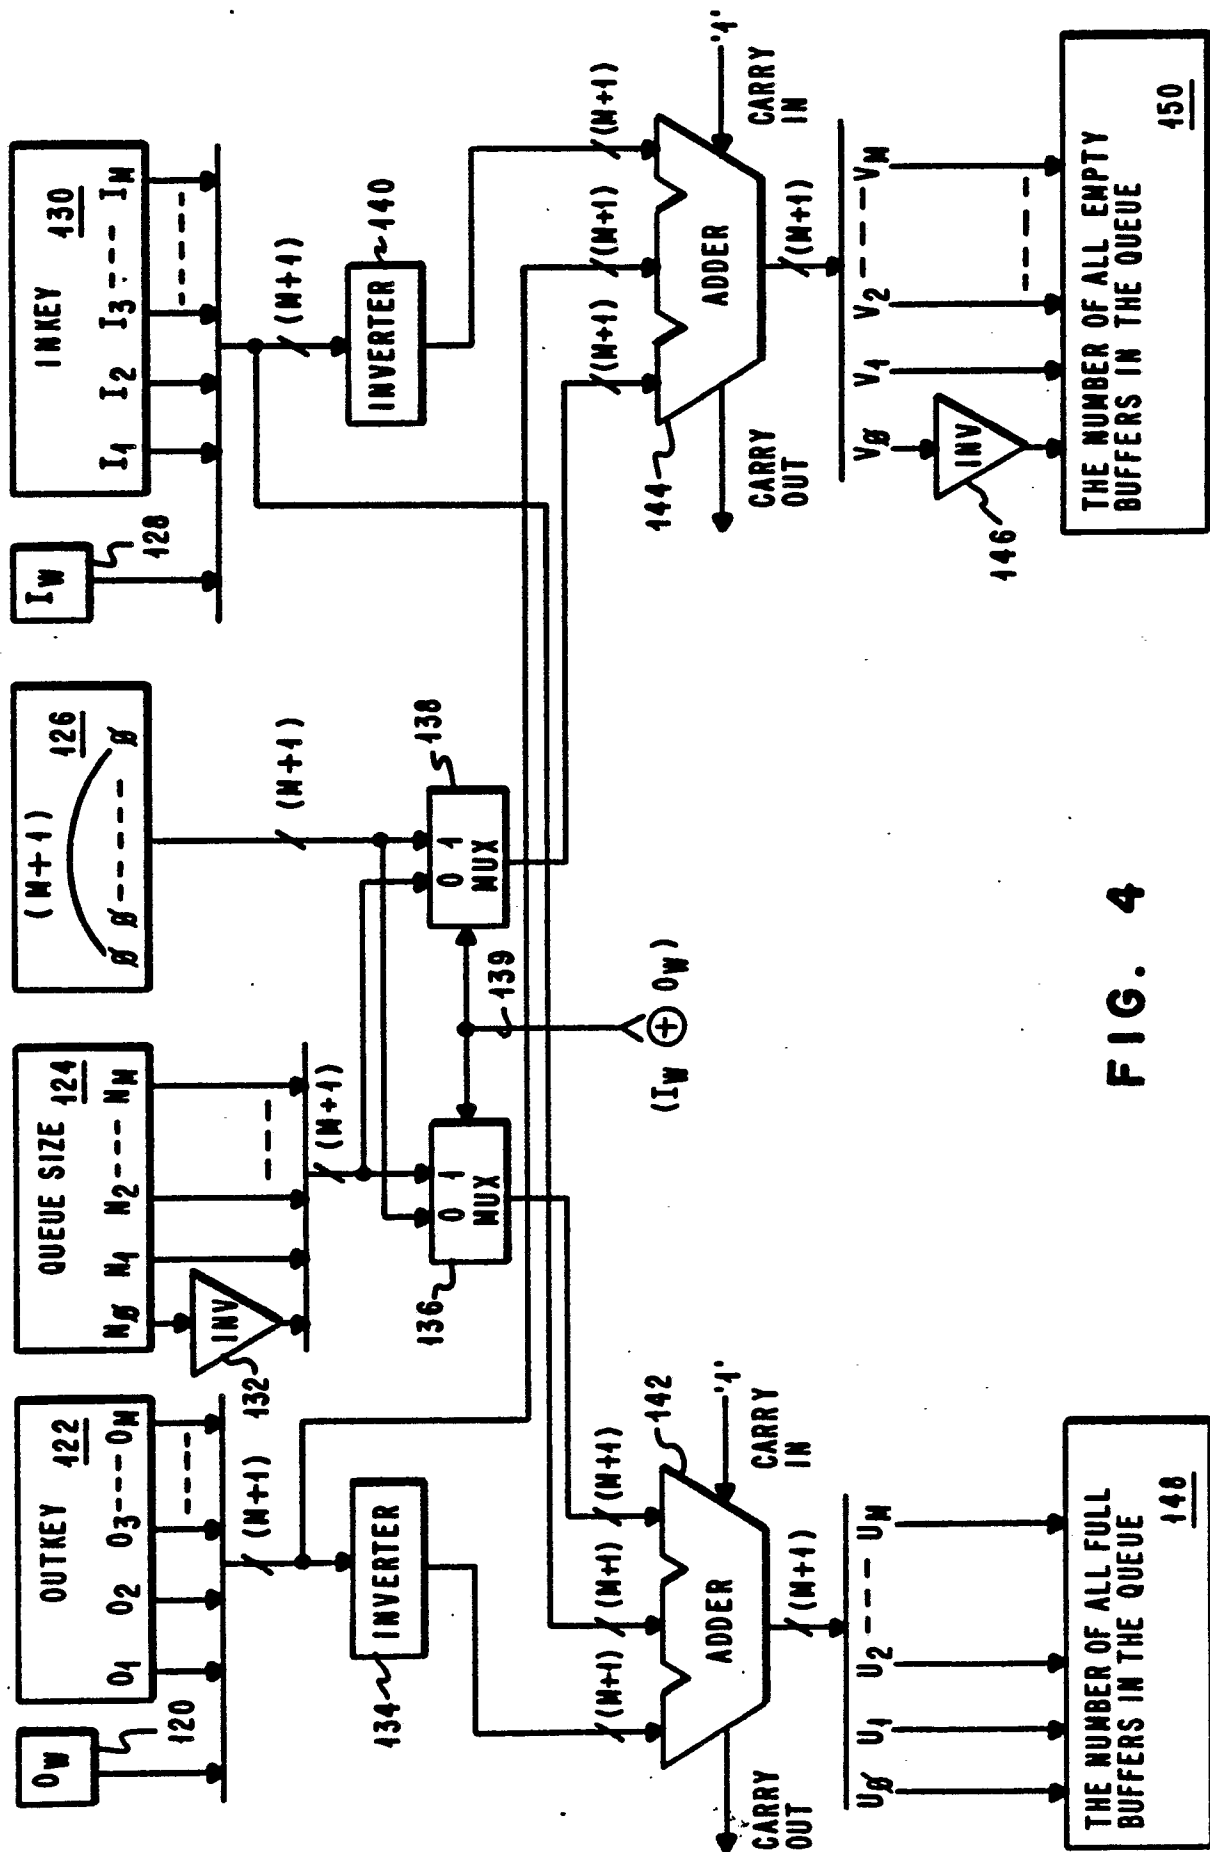 OW
120
OUTKEY 122
O1 O2 O3---OM
QUEUE SIZE 124
NØ N1 N2---NM
(M+1)
126
Ø Ø----- Ø
IW
128
INKEY 130
I1 I2 I3--- IM
INV
132
(M+1)
(M+1)
(M+1)
(M+1)
INVERTER
134
0 1
MUX
136
0 1
MUX
138
139
INVERTER
140
(IW ⊕ OW)
(M+1)
(M+1)
(M+1)
(M+1)
(M+1)
(M+1)
ADDER
142
'1'
CARRY
IN
CARRY
OUT
(M+1)
ADDER
144
'1'
CARRY
IN
CARRY
OUT
(M+1)
UØ U1 U2 --- UM
VØ V1 V2 --- VM
INV
146
THE NUMBER OF ALL FULL
BUFFERS IN THE QUEUE
148
THE NUMBER OF ALL EMPTY
BUFFERS IN THE QUEUE
150
FIG. 4